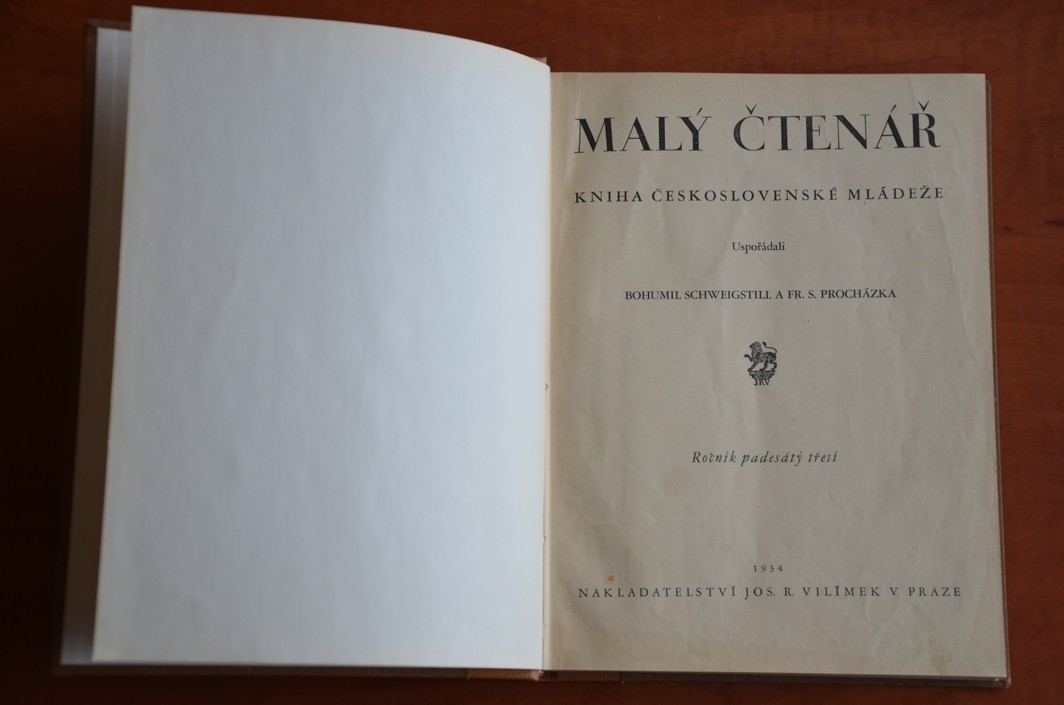 MALÝ ČTENÁŘ
KNIHA ČESKOSLOVENSKÉ MLÁDEŽE
Uspořádali
BOHUMIL SCHWEIGSTILL A FR. S. PROCHÁZKA
J.R.V
Ročník padesátý třetí
1934
NAKLADATELSTVÍ JOS. R. VILÍMEK V PRAZE